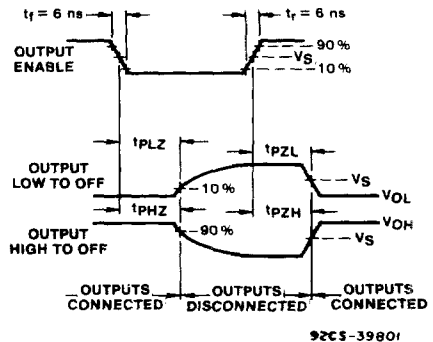 tf = 6 ns
tr = 6 ns
OUTPUT
ENABLE
90%
VS
10%
tPLZ
tPZL
OUTPUT
LOW TO OFF
10%
VS
VOL
tPHZ
tPZH
VOH
OUTPUT
HIGH TO OFF
90%
VS
OUTPUTS
CONNECTED
OUTPUTS
DISCONNECTED
OUTPUTS
CONNECTED
92CS-39801